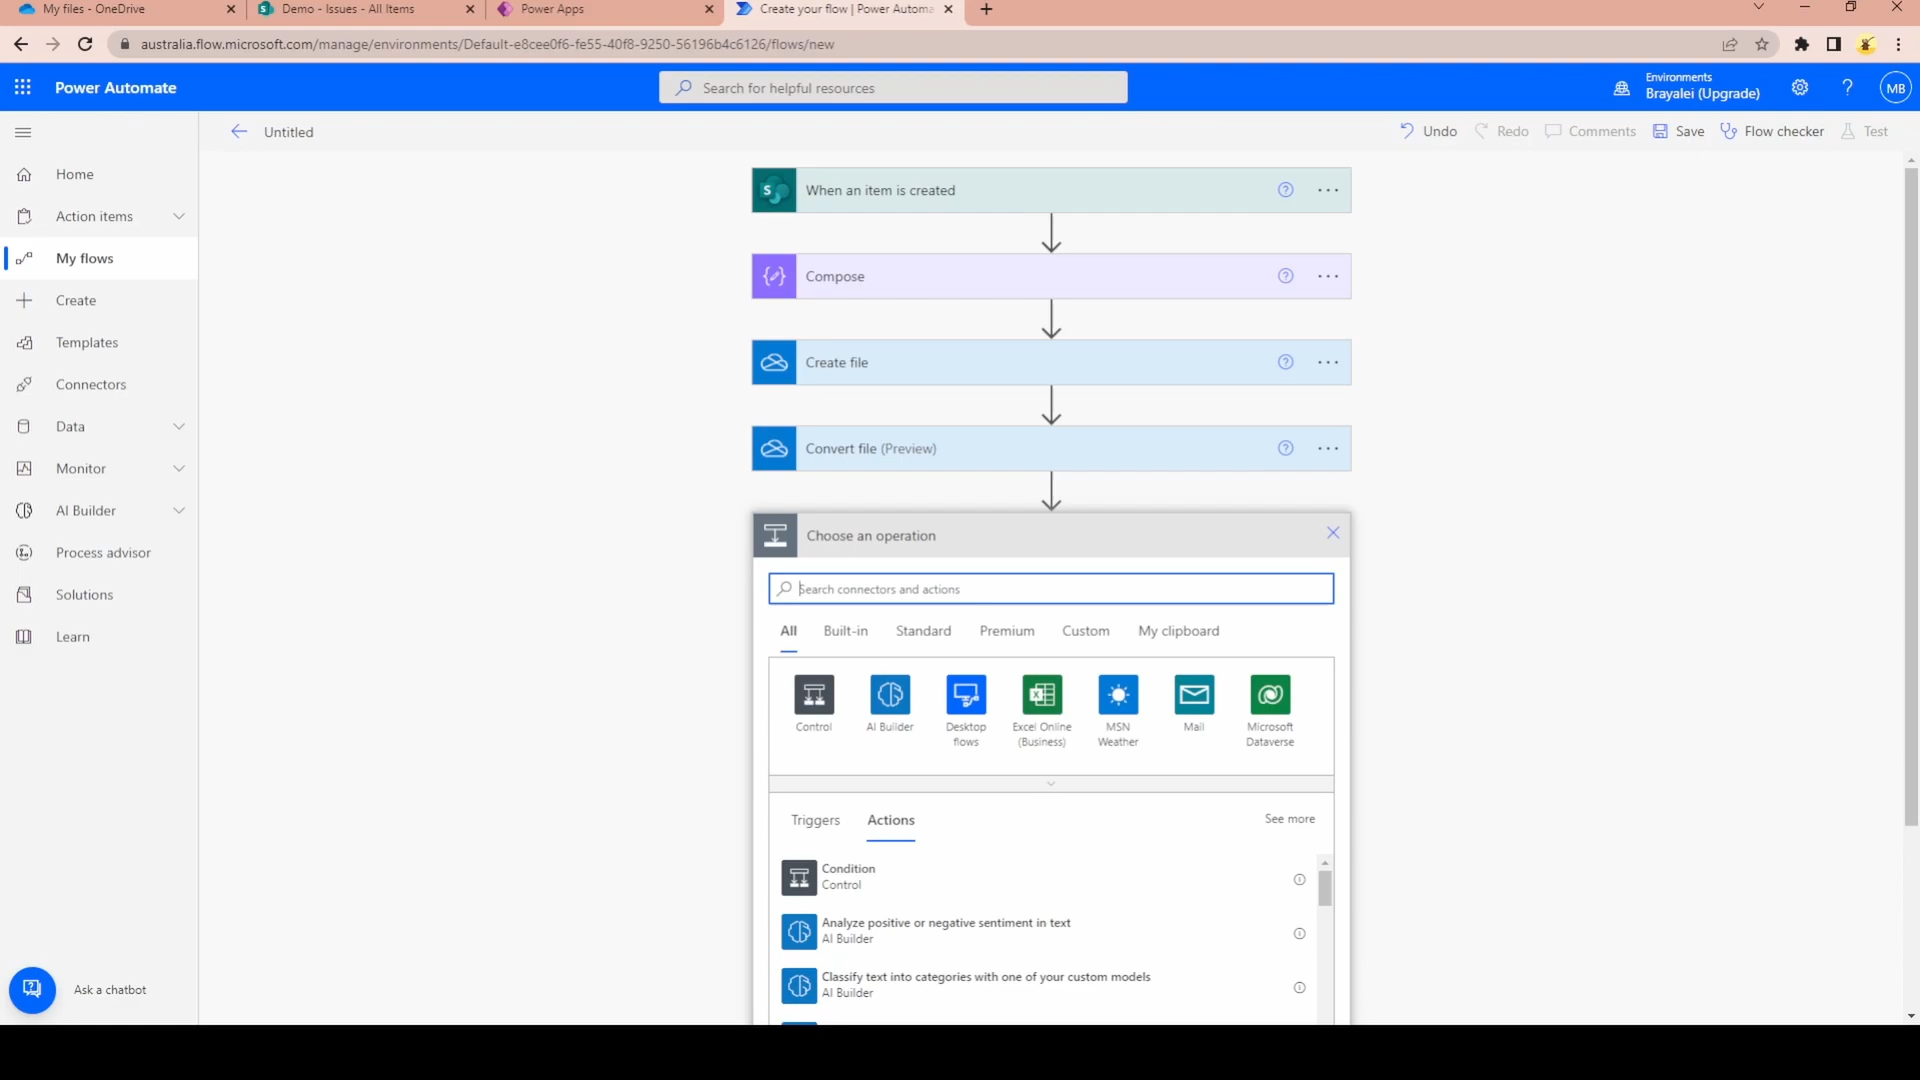 My files - OneDrive
Demo - Issues - All Items
Power Apps
Create your flow | Power Automa
australia.flow.microsoft.com/manage/environments/Default-e8cee0f6-fe55-40f8-9250-56196b4c6126/flows/new
Power Automate
Search for helpful resources
Environments
Brayalei (Upgrade)
MB
Untitled
Undo
Redo
Comments
Save
Flow checker
Test
Home
Action items
My flows
Create
Templates
Connectors
Data
Monitor
AI Builder
Process advisor
Solutions
Learn
Ask a chatbot
When an item is created
Compose
Create file
Convert file (Preview)
Choose an operation
Search connectors and actions
All
Built-in
Standard
Premium
Custom
My clipboard
Control
AI Builder
Desktop
flows
Excel Online
(Business)
MSN
Weather
Mail
Microsoft
Dataverse
Triggers
Actions
See more
Condition
Control
Analyze positive or negative sentiment in text
AI Builder
Classify text into categories with one of your custom models
AI Builder